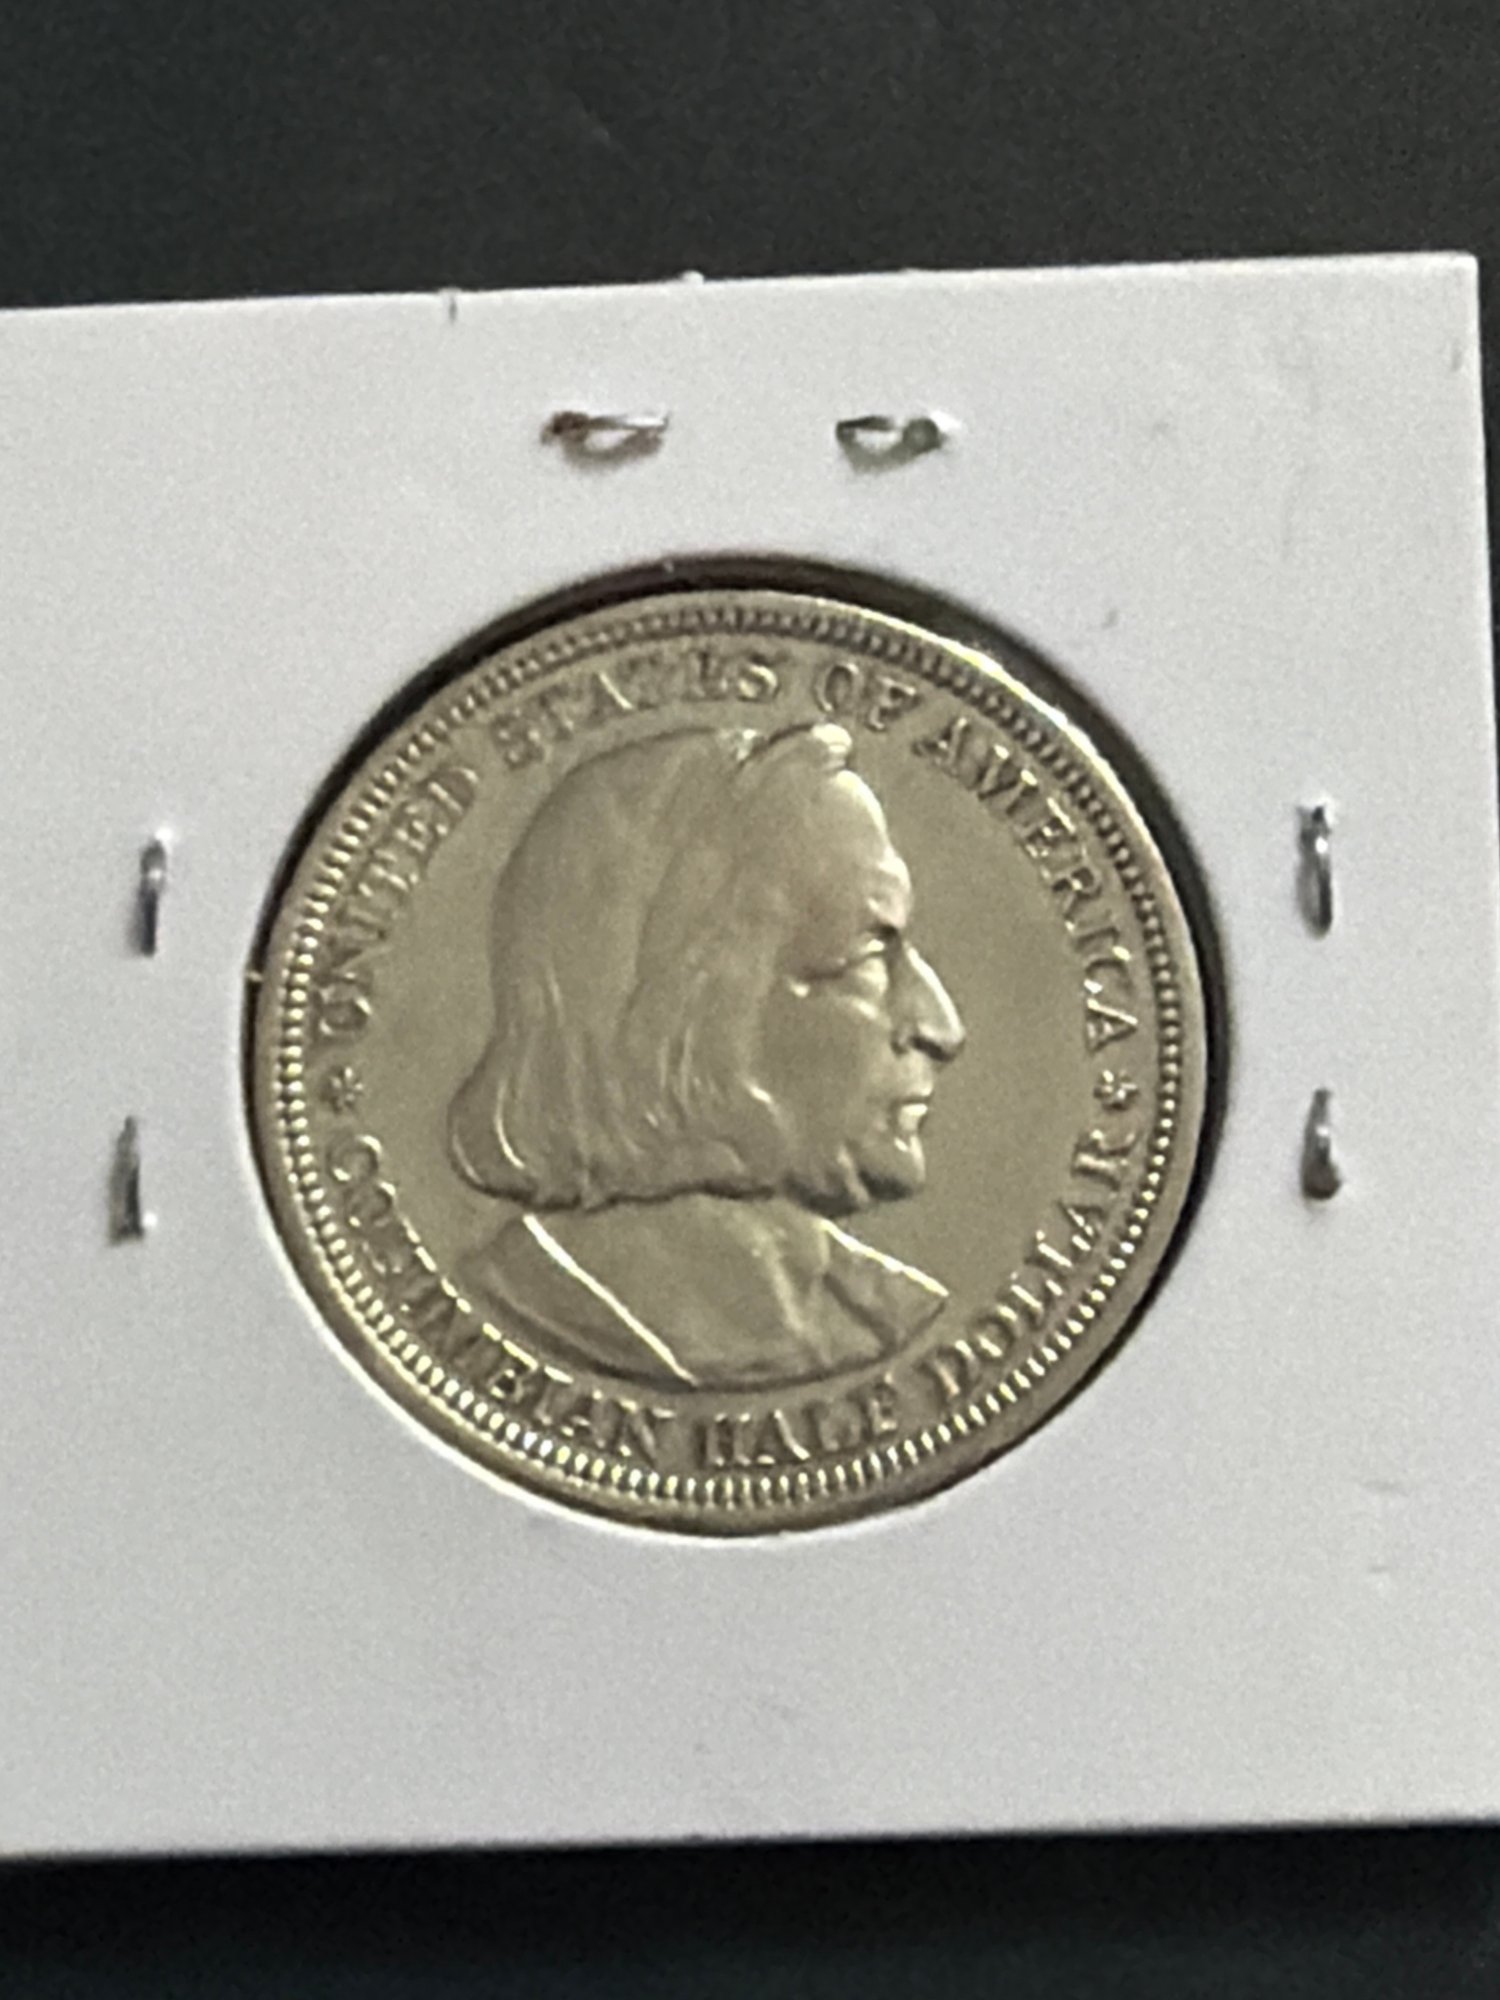 UNITED STATES OF AMERICA
COLUMBIAN HALF DOLLAR